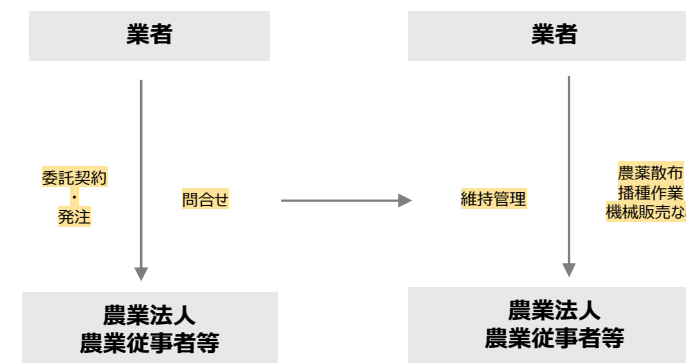 業者
業者
委託契約
・
発注
問合せ
維持管理
農薬散布
播種作業
機械販売な
農業法人
農業従事者等
農業法人
農業従事者等